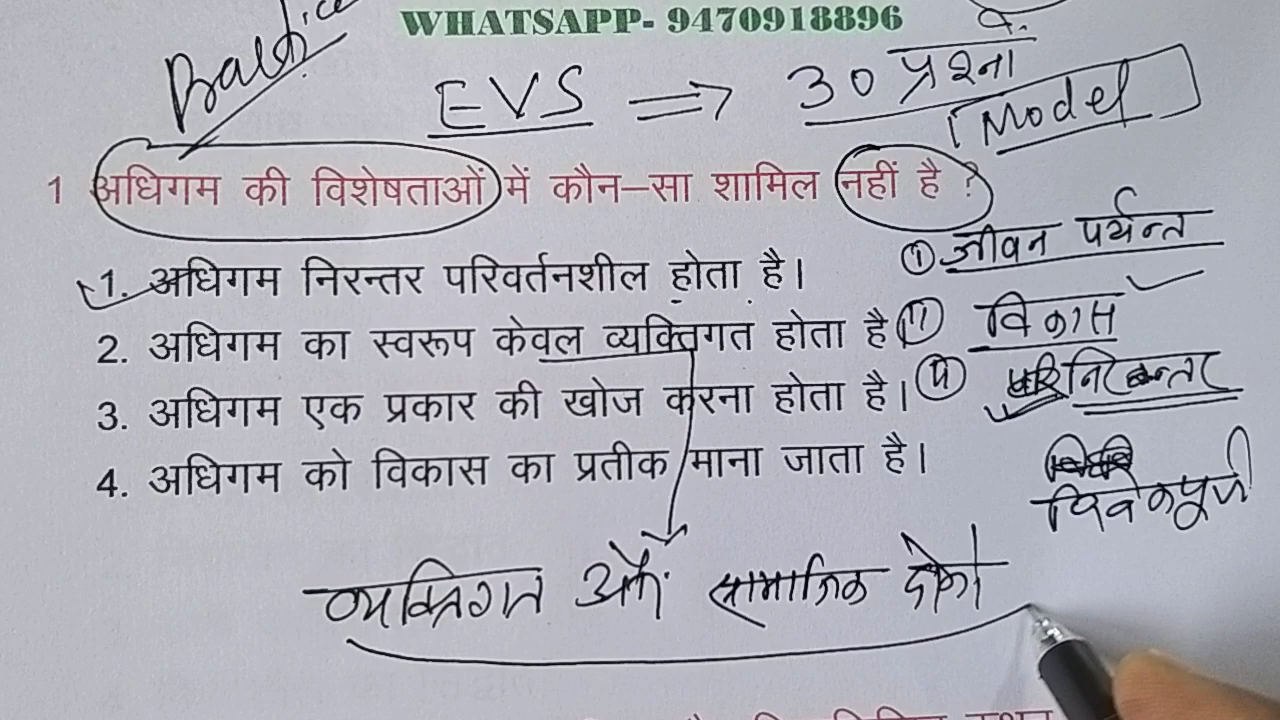 WHATSAPP- 9470918896
EVS ⇒ 30 प्रश्नों
Model
1 अधिगम की विशेषताओं में कौन–सा शामिल नहीं है ?
1. अधिगम निरन्तर परिवर्तनशील होता है।
① जीवन पर्यन्त
2. अधिगम का स्वरूप केवल व्यक्तिगत होता है
विकास
3. अधिगम एक प्रकार की खोज करना होता है।
निरन्तर
4. अधिगम को विकास का प्रतीक माना जाता है।
विवेकपूर्ण
व्यक्तिगत और सामाजिक दोनों